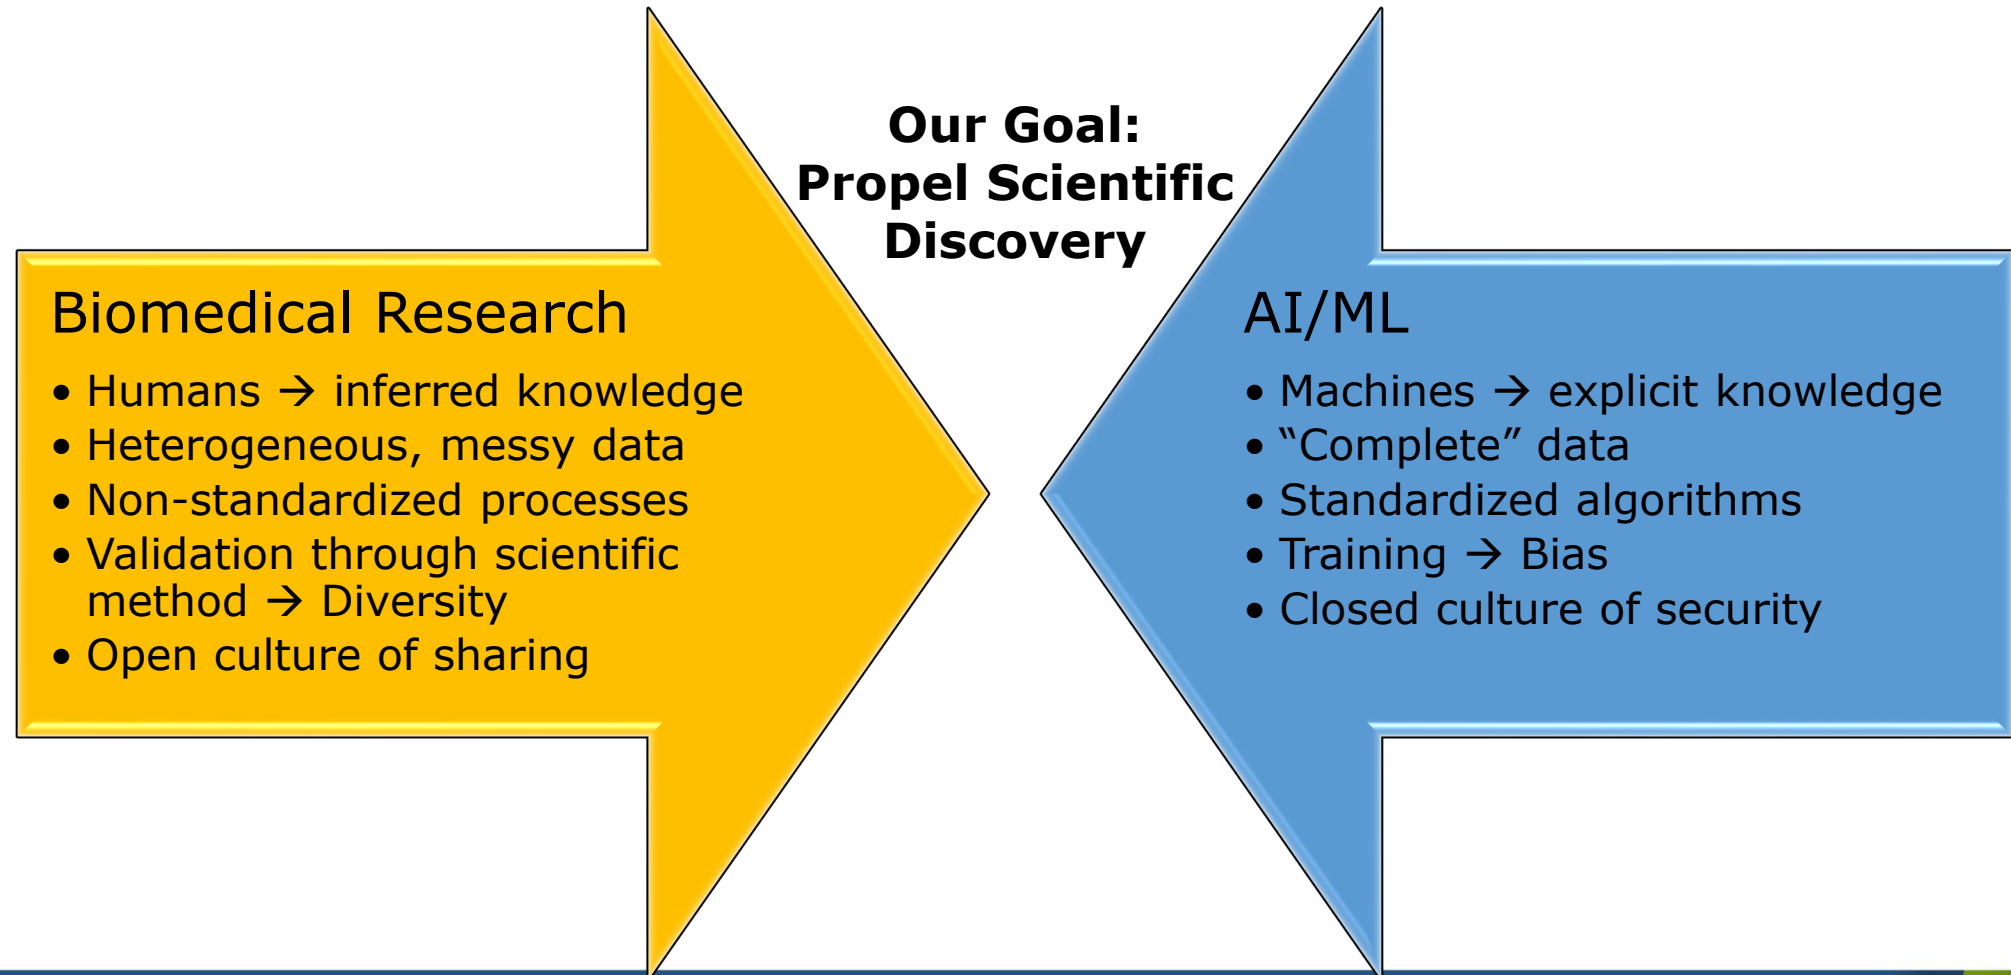 Our Goal:
Propel Scientific
Discovery
Biomedical Research
• Humans → inferred knowledge
• Heterogeneous, messy data
• Non-standardized processes
• Validation through scientific
method → Diversity
• Open culture of sharing
AI/ML
• Machines → explicit knowledge
• “Complete” data
• Standardized algorithms
• Training → Bias
• Closed culture of security